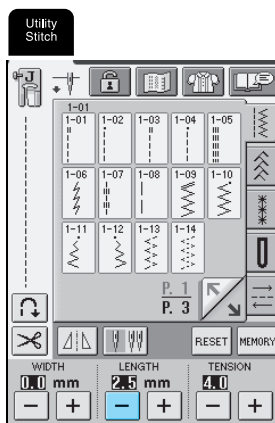 Utility
Stitch
J
1-01
1-01 1-02 1-03 1-04 1-05
1-06 1-07 1-08 1-09 1-10
1-11 1-12 1-13 1-14
P. 1
P. 3
RESET MEMORY
WIDTH LENGTH TENSION
0.0 mm 2.5 mm 4.0
− + − + − +